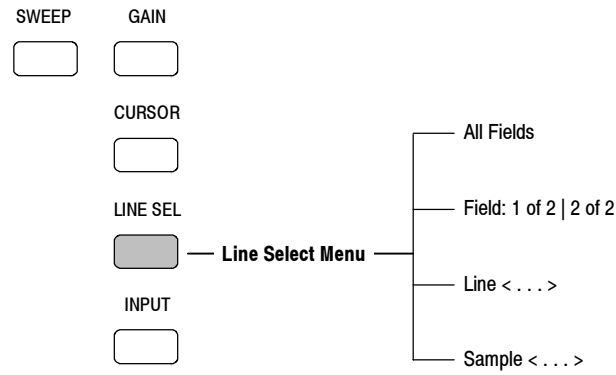 SWEEP GAIN
CURSOR
All Fields
LINE SEL
Field: 1 of 2 | 2 of 2
Line Select Menu
Line < . . . >
INPUT
Sample < . . . >